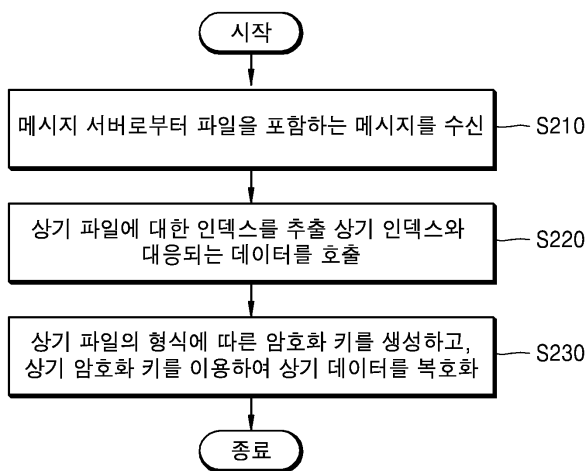 시작
메시지 서버로부터 파일을 포함하는 메시지를 수신
S210
상기 파일에 대한 인덱스를 추출 상기 인덱스와
대응되는 데이터를 호출
S220
상기 파일의 형식에 따른 암호화 키를 생성하고,
상기 암호화 키를 이용하여 상기 데이터를 복호화
S230
종료